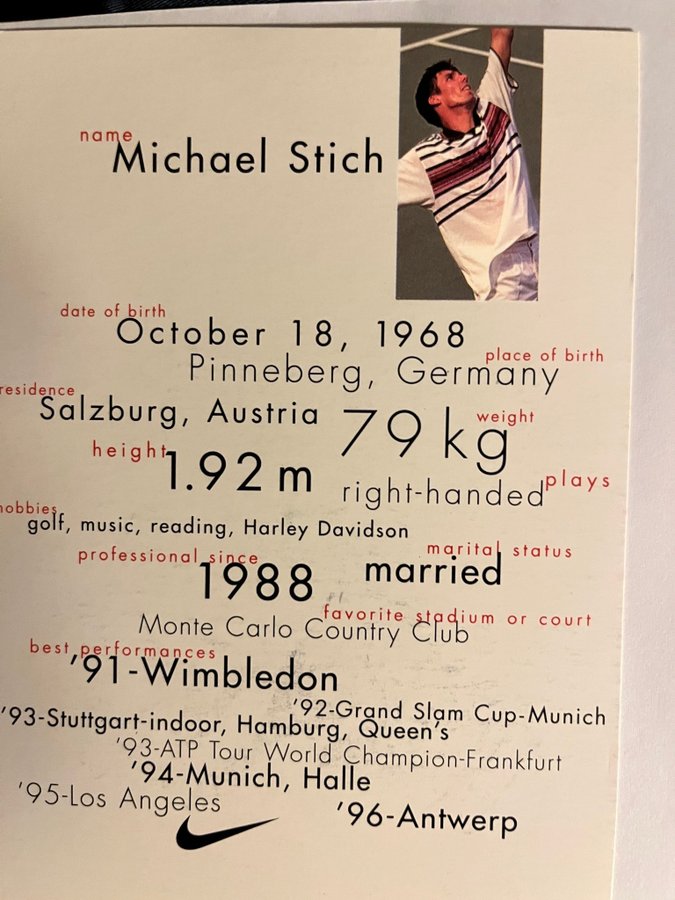 name
Michael Stich
date of birth
October 18, 1968
place of birth
Pinneberg, Germany
residence
Salzburg, Austria
weight
79 kg
height
1.92 m
plays
right-handed
hobbies
golf, music, reading, Harley Davidson
professional since
1988
marital status
married
favorite stadium or court
Monte Carlo Country Club
best performances
'91-Wimbledon
'92-Grand Slam Cup-Munich
'93-Stuttgart-indoor, Hamburg, Queen's
'93-ATP Tour World Champion-Frankfurt
'94-Munich, Halle
'95-Los Angeles
'96-Antwerp